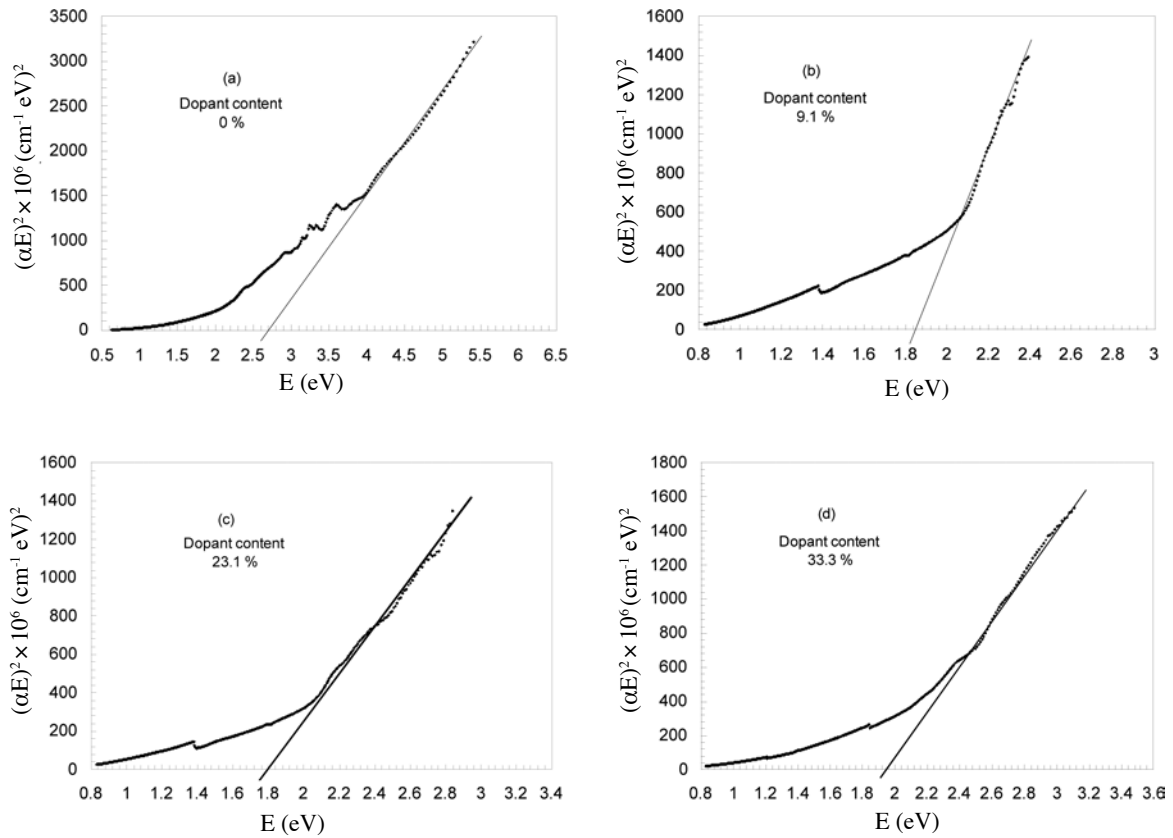 (αE)² × 10⁶ (cm⁻¹ eV)²
3500
3000
2500
2000
1500
1000
500
0
(a)
Dopant content
0 %
0.5 1 1.5 2 2.5 3 3.5 4 4.5 5 5.5 6 6.5
E (eV)
(αE)² × 10⁶ (cm⁻¹ eV)²
1600
1400
1200
1000
800
600
400
200
0
(b)
Dopant content
9.1 %
0.8 1 1.2 1.4 1.6 1.8 2 2.2 2.4 2.6 2.8 3
E (eV)
(αE)² × 10⁶ (cm⁻¹ eV)²
1600
1400
1200
1000
800
600
400
200
0
(c)
Dopant content
23.1 %
0.8 1 1.2 1.4 1.6 1.8 2 2.2 2.4 2.6 2.8 3 3.2 3.4
E (eV)
(αE)² × 10⁶ (cm⁻¹ eV)²
1800
1600
1400
1200
1000
800
600
400
200
0
(d)
Dopant content
33.3 %
0.8 1 1.2 1.4 1.6 1.8 2 2.2 2.4 2.6 2.8 3 3.2 3.4 3.6
E (eV)